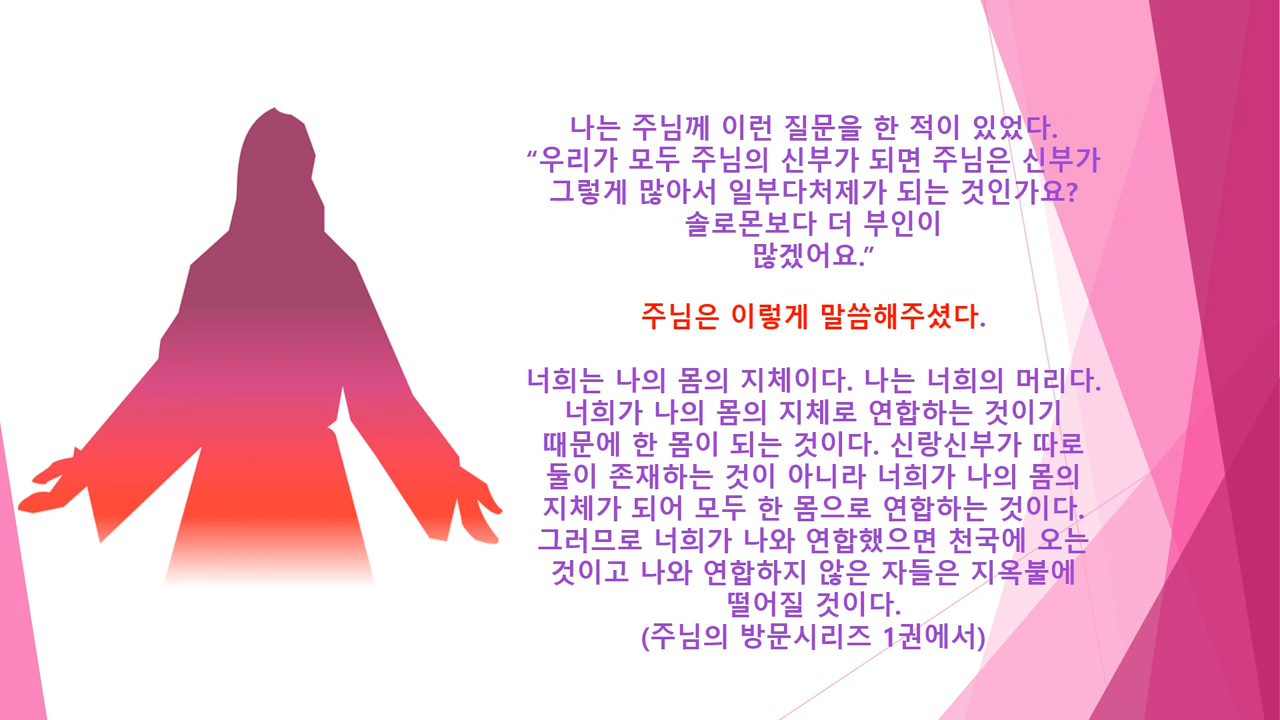 나는 주님께 이런 질문을 한 적이 있었다.
“우리가 모두 주님의 신부가 되면 주님은 신부가
그렇게 많아서 일부다처제가 되는 것인가요?
솔로몬보다 더 부인이
많겠어요.”
주님은 이렇게 말씀해주셨다.
너희는 나의 몸의 지체이다. 나는 너희의 머리다.
너희가 나의 몸의 지체로 연합하는 것이기
때문에 한 몸이 되는 것이다. 신랑신부가 따로
둘이 존재하는 것이 아니라 너희가 나의 몸의
지체가 되어 모두 한 몸으로 연합하는 것이다.
그러므로 너희가 나와 연합했으면 천국에 오는
것이고 나와 연합하지 않은 자들은 지옥불에
떨어질 것이다.
(주님의 방문시리즈 1권에서)